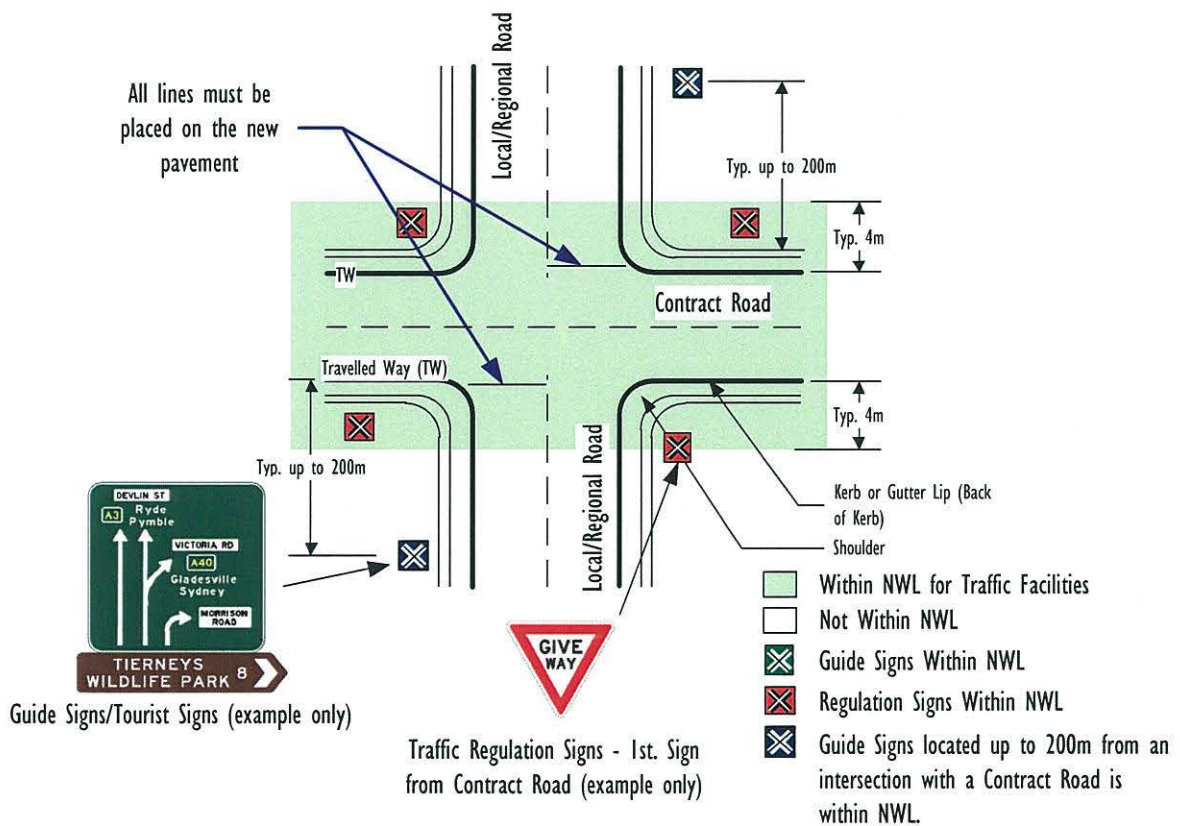 Local/Regional Road
All lines must be
placed on the new
pavement
Typ. up to 200m
Typ. 4m
TW
Contract Road
Travelled Way (TW)
Typ. 4m
Typ. up to 200m
Local/Regional Road
Kerb or Gutter Lip (Back
of Kerb)
Shoulder
DEVLIN ST
A3 Ryde
Pymble
VICTORIA RD
A40
Gladesville
Sydney
MORRISON
ROAD
TIERNEYS
WILDLIFE PARK 8
Guide Signs/Tourist Signs (example only)
GIVE
WAY
Traffic Regulation Signs - 1st. Sign
from Contract Road (example only)
Within NWL for Traffic Facilities
Not Within NWL
Guide Signs Within NWL
Regulation Signs Within NWL
Guide Signs located up to 200m from an
intersection with a Contract Road is
within NWL.